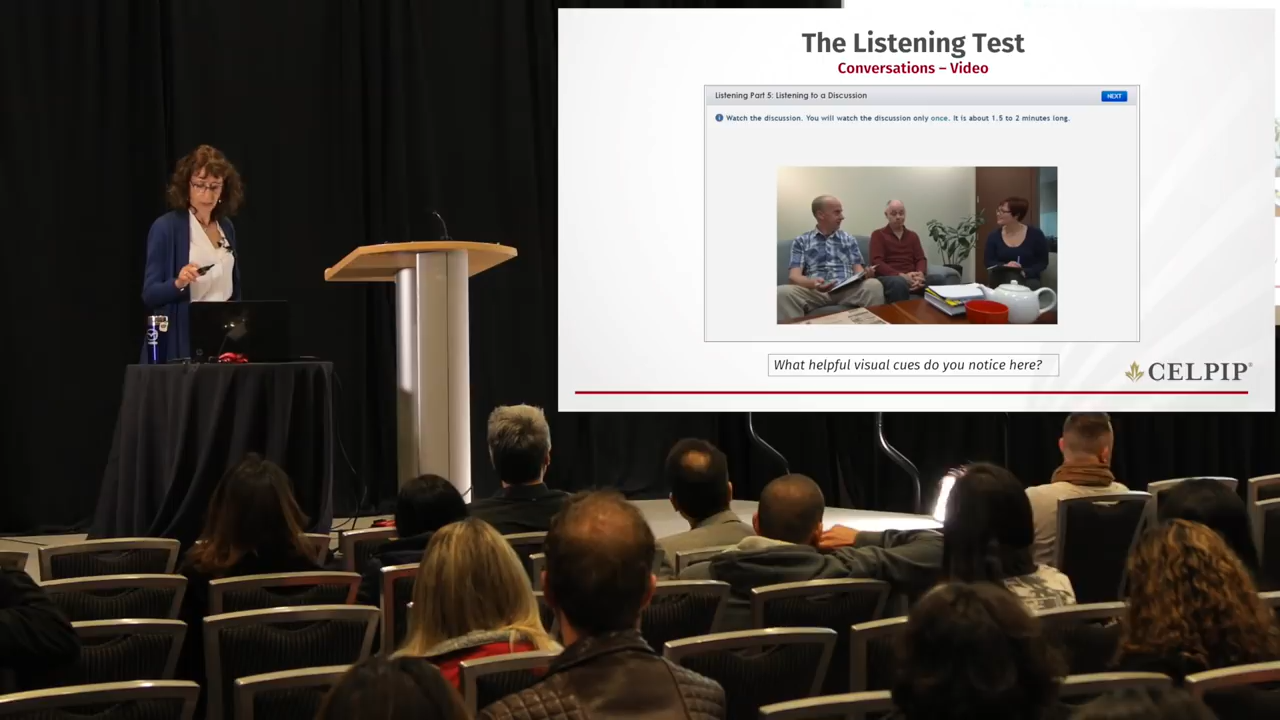 The Listening Test
Conversations – Video
Listening Part 5: Listening to a Discussion
NEXT
Watch the discussion. You will watch the discussion only once. It is about 1.5 to 2 minutes long.
What helpful visual cues do you notice here?
CELPIP